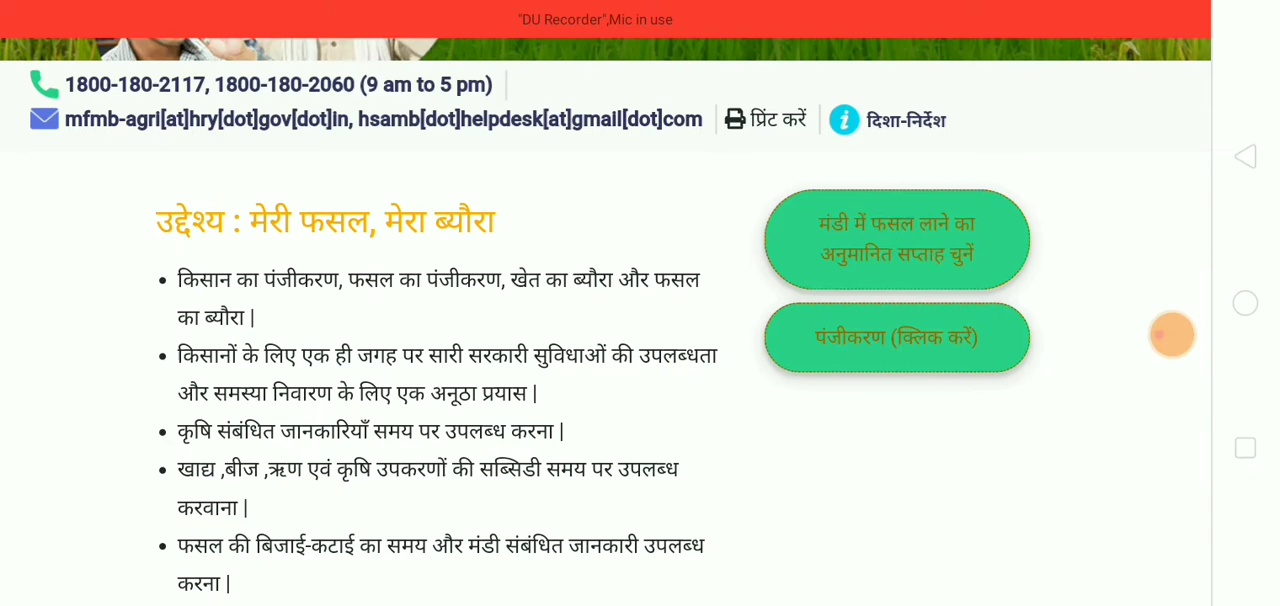 "DU Recorder",Mic in use
1800-180-2117, 1800-180-2060 (9 am to 5 pm)
mfmb-agri[at]hry[dot]gov[dot]in, hsamb[dot]helpdesk[at]gmail[dot]com
प्रिंट करें
दिशा-निर्देश
उद्देश्य : मेरी फसल, मेरा ब्यौरा
किसान का पंजीकरण, फसल का पंजीकरण, खेत का ब्यौरा और फसल
का ब्यौरा |
किसानों के लिए एक ही जगह पर सारी सरकारी सुविधाओं की उपलब्धता
और समस्या निवारण के लिए एक अनूठा प्रयास |
कृषि संबंधित जानकारियाँ समय पर उपलब्ध करना |
खाद्य ,बीज ,ऋण एवं कृषि उपकरणों की सब्सिडी समय पर उपलब्ध
करवाना |
फसल की बिजाई-कटाई का समय और मंडी संबंधित जानकारी उपलब्ध
करना |
मंडी में फसल लाने का
अनुमानित सप्ताह चुनें
पंजीकरण (क्लिक करें)